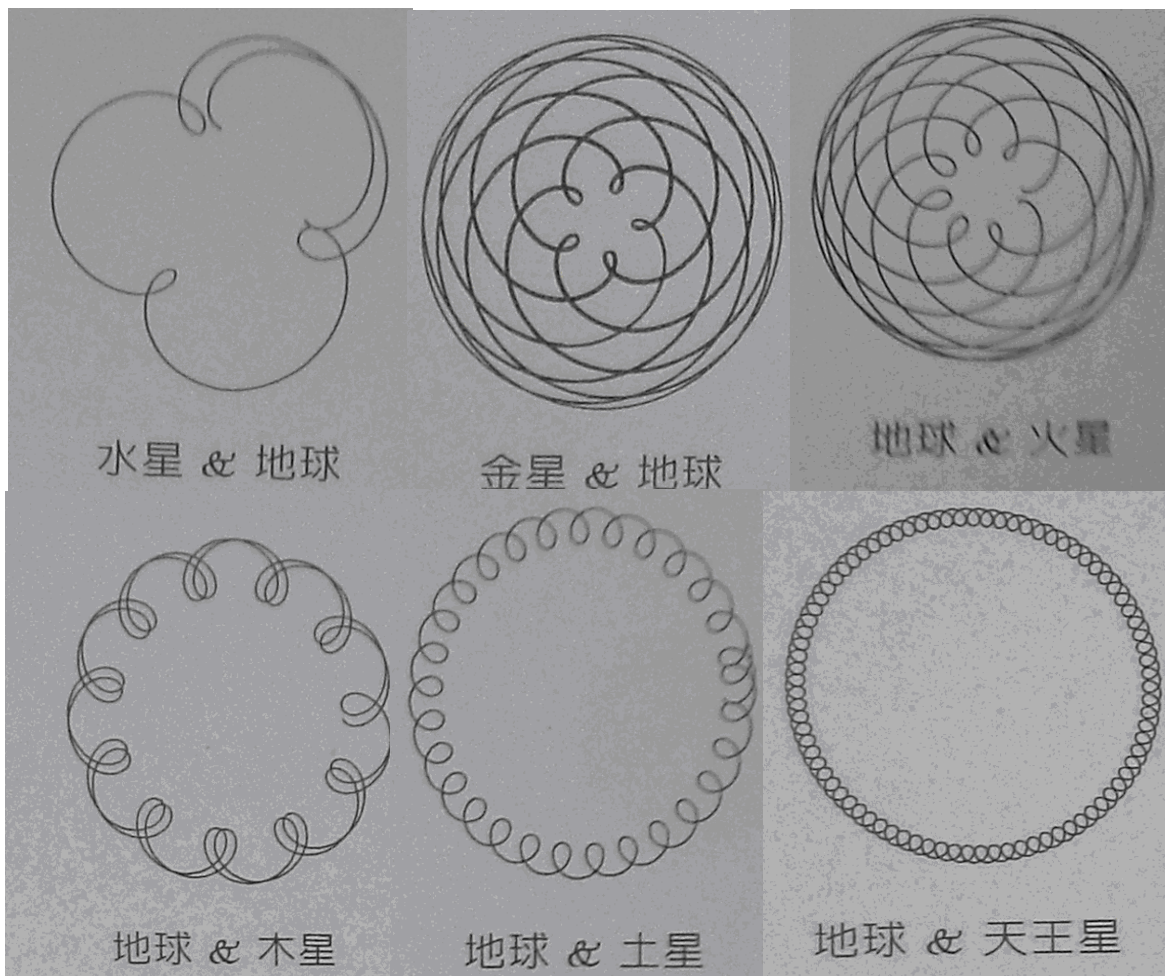 水星 & 地球
金星 & 地球
地球 & 火星
地球 & 木星
地球 & 土星
地球 & 天王星